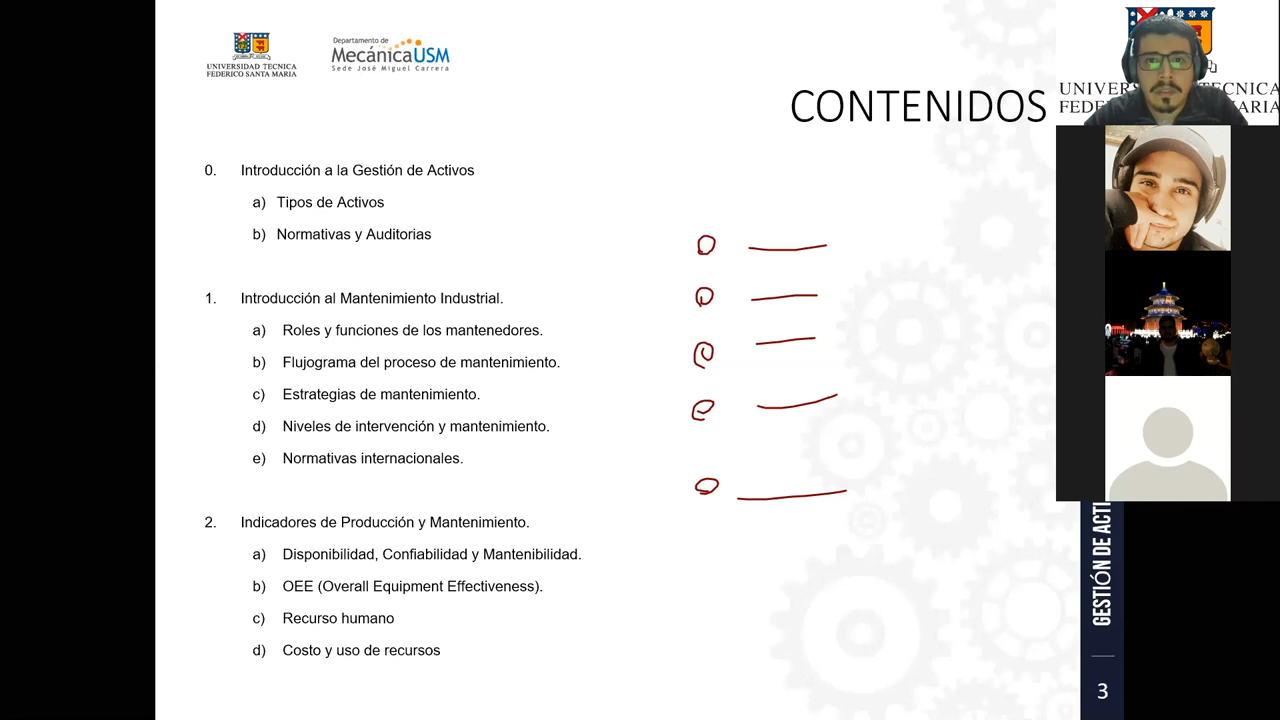 UNIVERSIDAD TECNICA
FEDERICO SANTA MARIA
Departamento de
MecánicaUSM
Sede José Miguel Carrera
CONTENIDOS
0. Introducción a la Gestión de Activos
a) Tipos de Activos
b) Normativas y Auditorias
1. Introducción al Mantenimiento Industrial.
a) Roles y funciones de los mantenedores.
b) Flujograma del proceso de mantenimiento.
c) Estrategias de mantenimiento.
d) Niveles de intervención y mantenimiento.
e) Normativas internacionales.
2. Indicadores de Producción y Mantenimiento.
a) Disponibilidad, Confiabilidad y Mantenibilidad.
b) OEE (Overall Equipment Effectiveness).
c) Recurso humano
d) Costo y uso de recursos
GESTIÓN DE ACTI
3